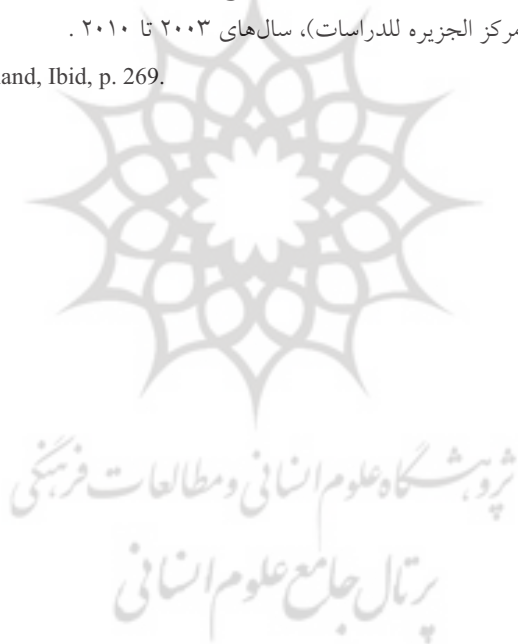 مرکز الجزیره للدراسات)، سال‌های ۲۰۰۳ تا ۲۰۱۰ .
and, Ibid, p. 269.
پژوهشگاه علوم انسانی و مطالعات فرهنگی
پرتال جامع علوم انسانی